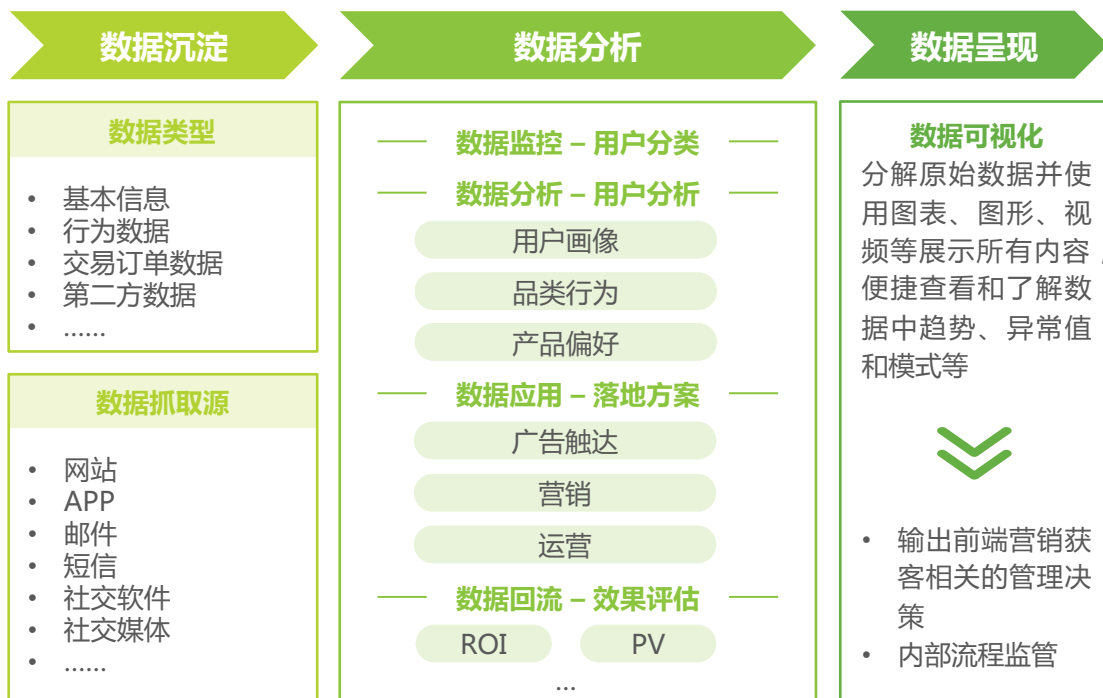 数据沉淀
数据类型
• 基本信息
• 行为数据
• 交易订单数据
• 第二方数据
• ......
数据抓取源
• 网站
• APP
• 邮件
• 短信
• 社交软件
• 社交媒体
• ......
数据分析
数据监控 – 用户分类
数据分析 – 用户分析
用户画像
品类行为
产品偏好
数据应用 – 落地方案
广告触达
营销
运营
数据回流 – 效果评估
ROI PV
...
数据呈现
数据可视化
分解原始数据并使
用图表、图形、视
频等展示所有内容，
便捷查看和了解数
据中趋势、异常值
和模式等
• 输出前端营销获
客相关的管理决
策
• 内部流程监管